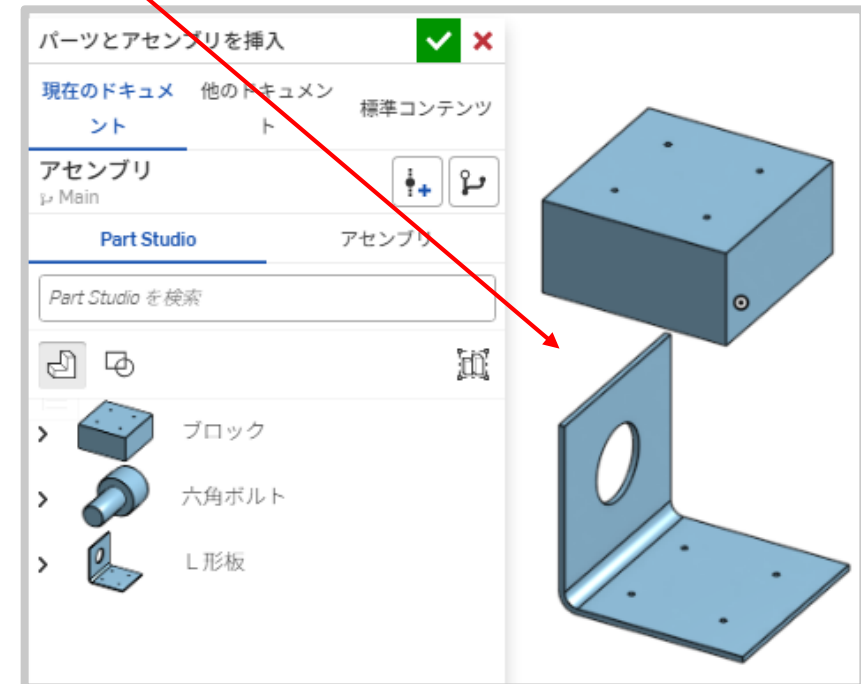 パーツとアセンブリを挿入
現在のドキュメ
ント
他のドキュメン
ト
標準コンテンツ
アセンブリ
Main
Part Studio
アセンブリ
Part Studio を検索
ブロック
六角ボルト
L形板